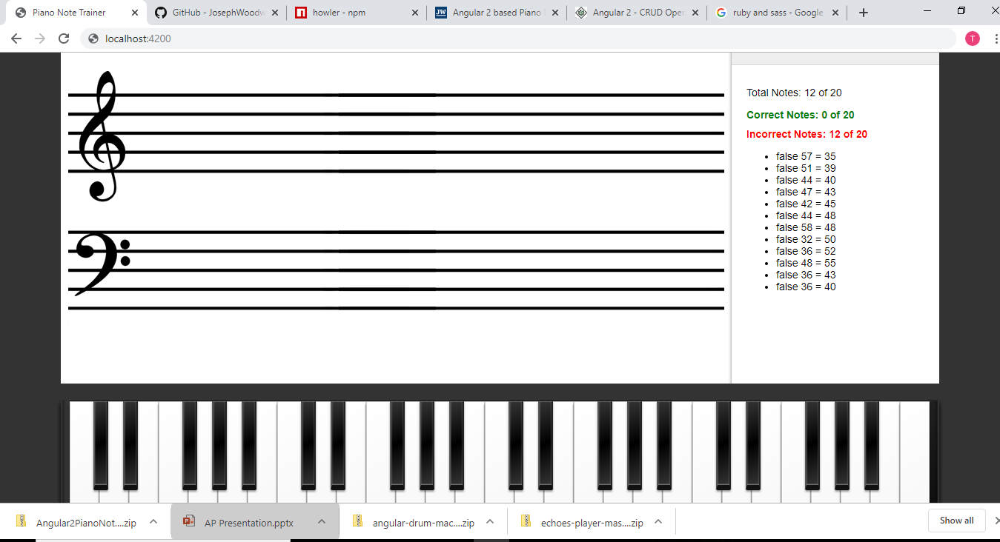 Piano Note Trainer
GitHub - JosephWoodw
howler - npm
JW
Angular 2 based Piano
Angular 2 - CRUD Oper
ruby and sass - Google
localhost:4200
T
Total Notes: 12 of 20
Correct Notes: 0 of 20
Incorrect Notes: 12 of 20
• false 57 = 35
• false 51 = 39
• false 44 = 40
• false 47 = 43
• false 42 = 45
• false 44 = 48
• false 58 = 48
• false 32 = 50
• false 36 = 52
• false 48 = 55
• false 36 = 43
• false 36 = 40
Angular2PianoNot....zip
AP Presentation.pptx
angular-drum-mac....zip
echoes-player-mas....zip
Show all